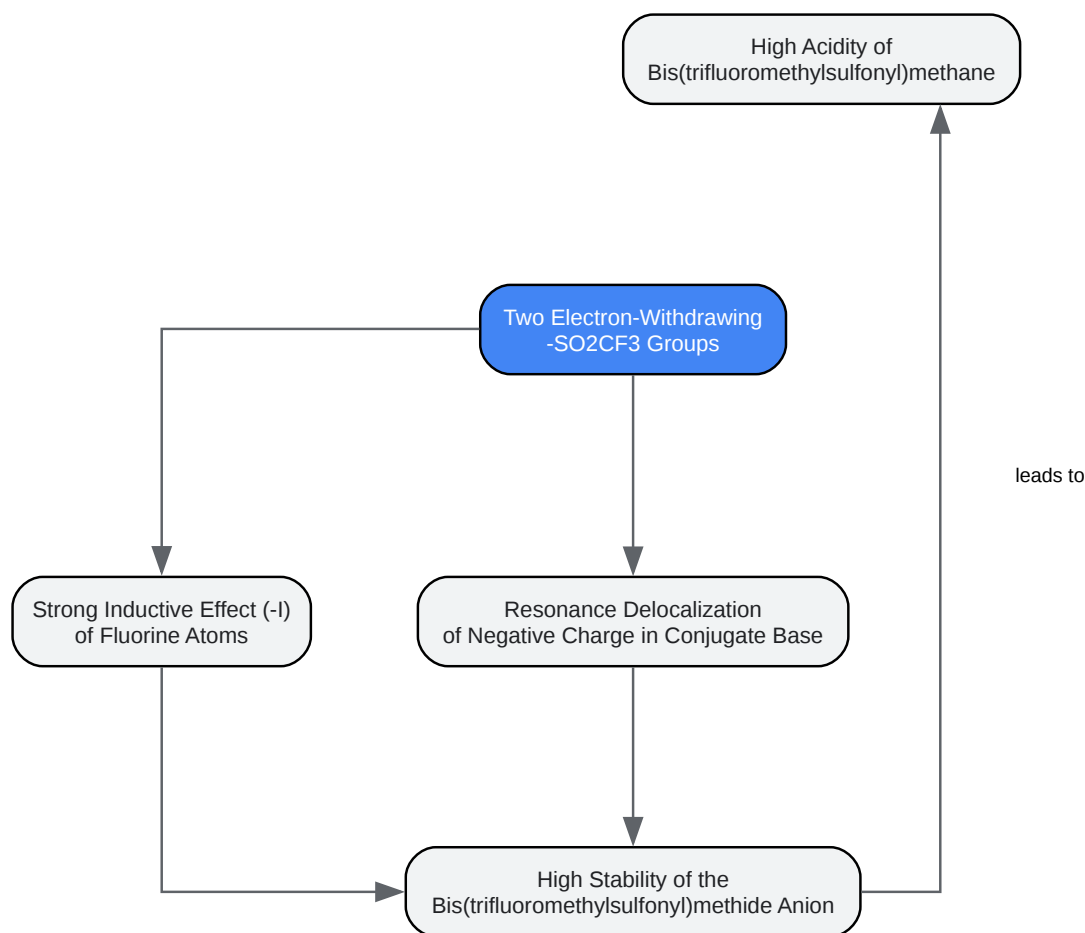 High Acidity of
Bis(trifluoromethylsulfonyl)methane
Two Electron-Withdrawing
-SO2CF3 Groups
leads to
Strong Inductive Effect (-I)
of Fluorine Atoms
Resonance Delocalization
of Negative Charge in Conjugate Base
High Stability of the
Bis(trifluoromethylsulfonyl)methide Anion